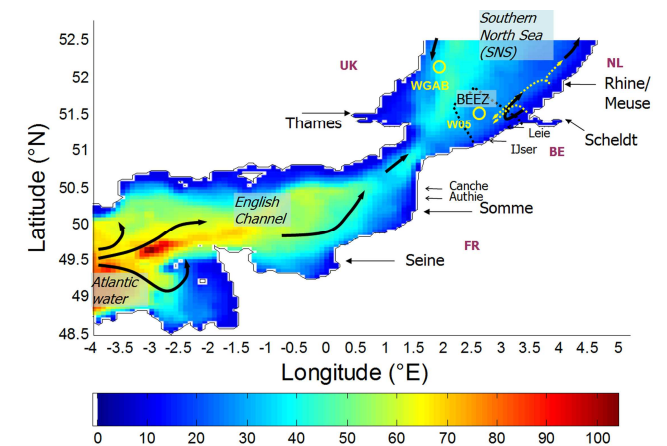 Southern
North Sea
(SNS)
52.5
UK
NL
52
WGAB
Rhine/
Meuse
BEEZ
51.5
Thames
W05
Leie
Scheldt
51
IJser
BE
50.5
Canche
Authie
English
Channel
Somme
50
FR
49.5
Seine
Atlantic
water
49
48.5
Latitude (°N)
-4 -3.5 -3 -2.5 -2 -1.5 -1 -0.5 0 0.5 1 1.5 2 2.5 3 3.5 4 4.5 5
Longitude (°E)
0 10 20 30 40 50 60 70 80 90 100